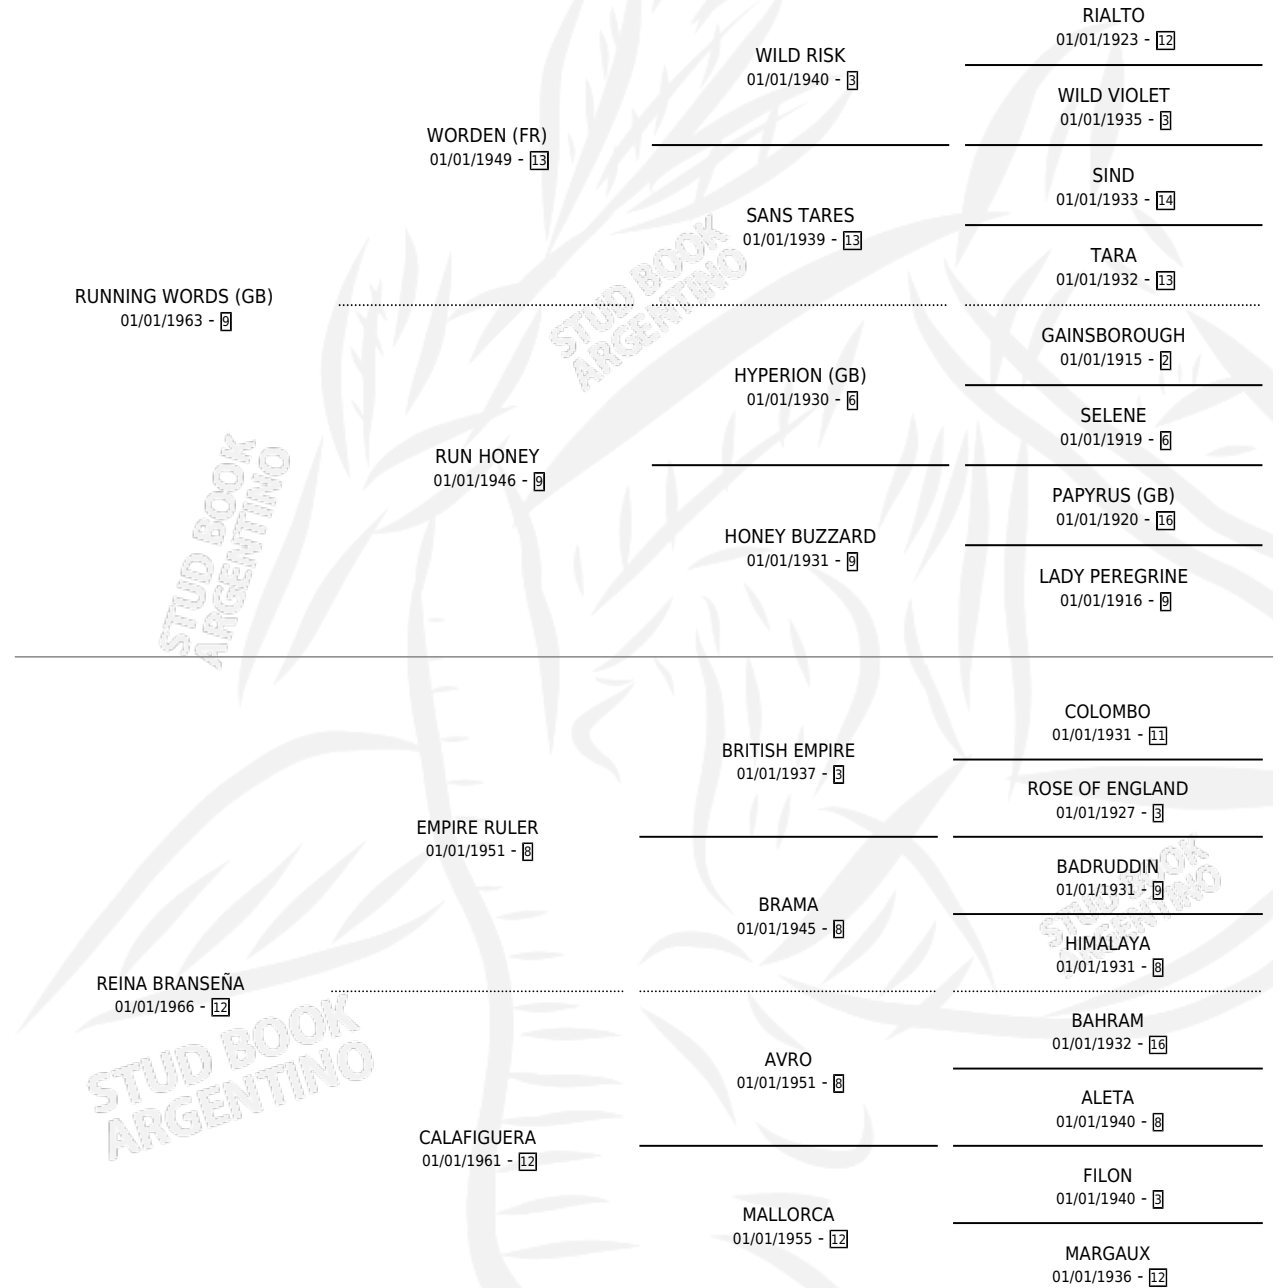 RIALTO
01/01/1923 - 12
WILD RISK
01/01/1940 - 3
WILD VIOLET
01/01/1935 - 3
WORDEN (FR)
01/01/1949 - 13
SIND
01/01/1933 - 14
SANS TARES
01/01/1939 - 13
TARA
01/01/1932 - 13
RUNNING WORDS (GB)
01/01/1963 - 9
GAINSBOROUGH
01/01/1915 - 2
HYPERION (GB)
01/01/1930 - 6
SELENE
01/01/1919 - 6
RUN HONEY
01/01/1946 - 9
PAPYRUS (GB)
01/01/1920 - 16
HONEY BUZZARD
01/01/1931 - 9
LADY PEREGRINE
01/01/1916 - 9
STUD BOOK
ARGENTINO
STUD BOOK
ARGENTINO
COLOMBO
01/01/1931 - 11
BRITISH EMPIRE
01/01/1937 - 3
ROSE OF ENGLAND
01/01/1927 - 3
EMPIRE RULER
01/01/1951 - 8
BADRUDDIN
01/01/1931 - 9
BRAMA
01/01/1945 - 8
HIMALAYA
01/01/1931 - 8
STUD BOOK
ARGENTINO
REINA BRANSEÑA
01/01/1966 - 12
BAHRAM
01/01/1932 - 16
AVRO
01/01/1951 - 8
ALETA
01/01/1940 - 8
CALAFIGUERA
01/01/1961 - 12
FILON
01/01/1940 - 3
MALLORCA
01/01/1955 - 12
MARGAUX
01/01/1936 - 12
STUD BOOK
ARGENTINO